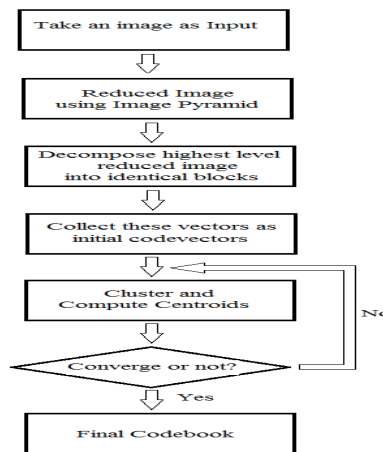 Take an image as Input
Reduced Image
using Image Pyramid
Decompose highest level
reduced image
into identical blocks
Collect these vectors as
initial codevectors
Cluster and
Compute Centroids
Converge or not?
Yes
Final Codebook